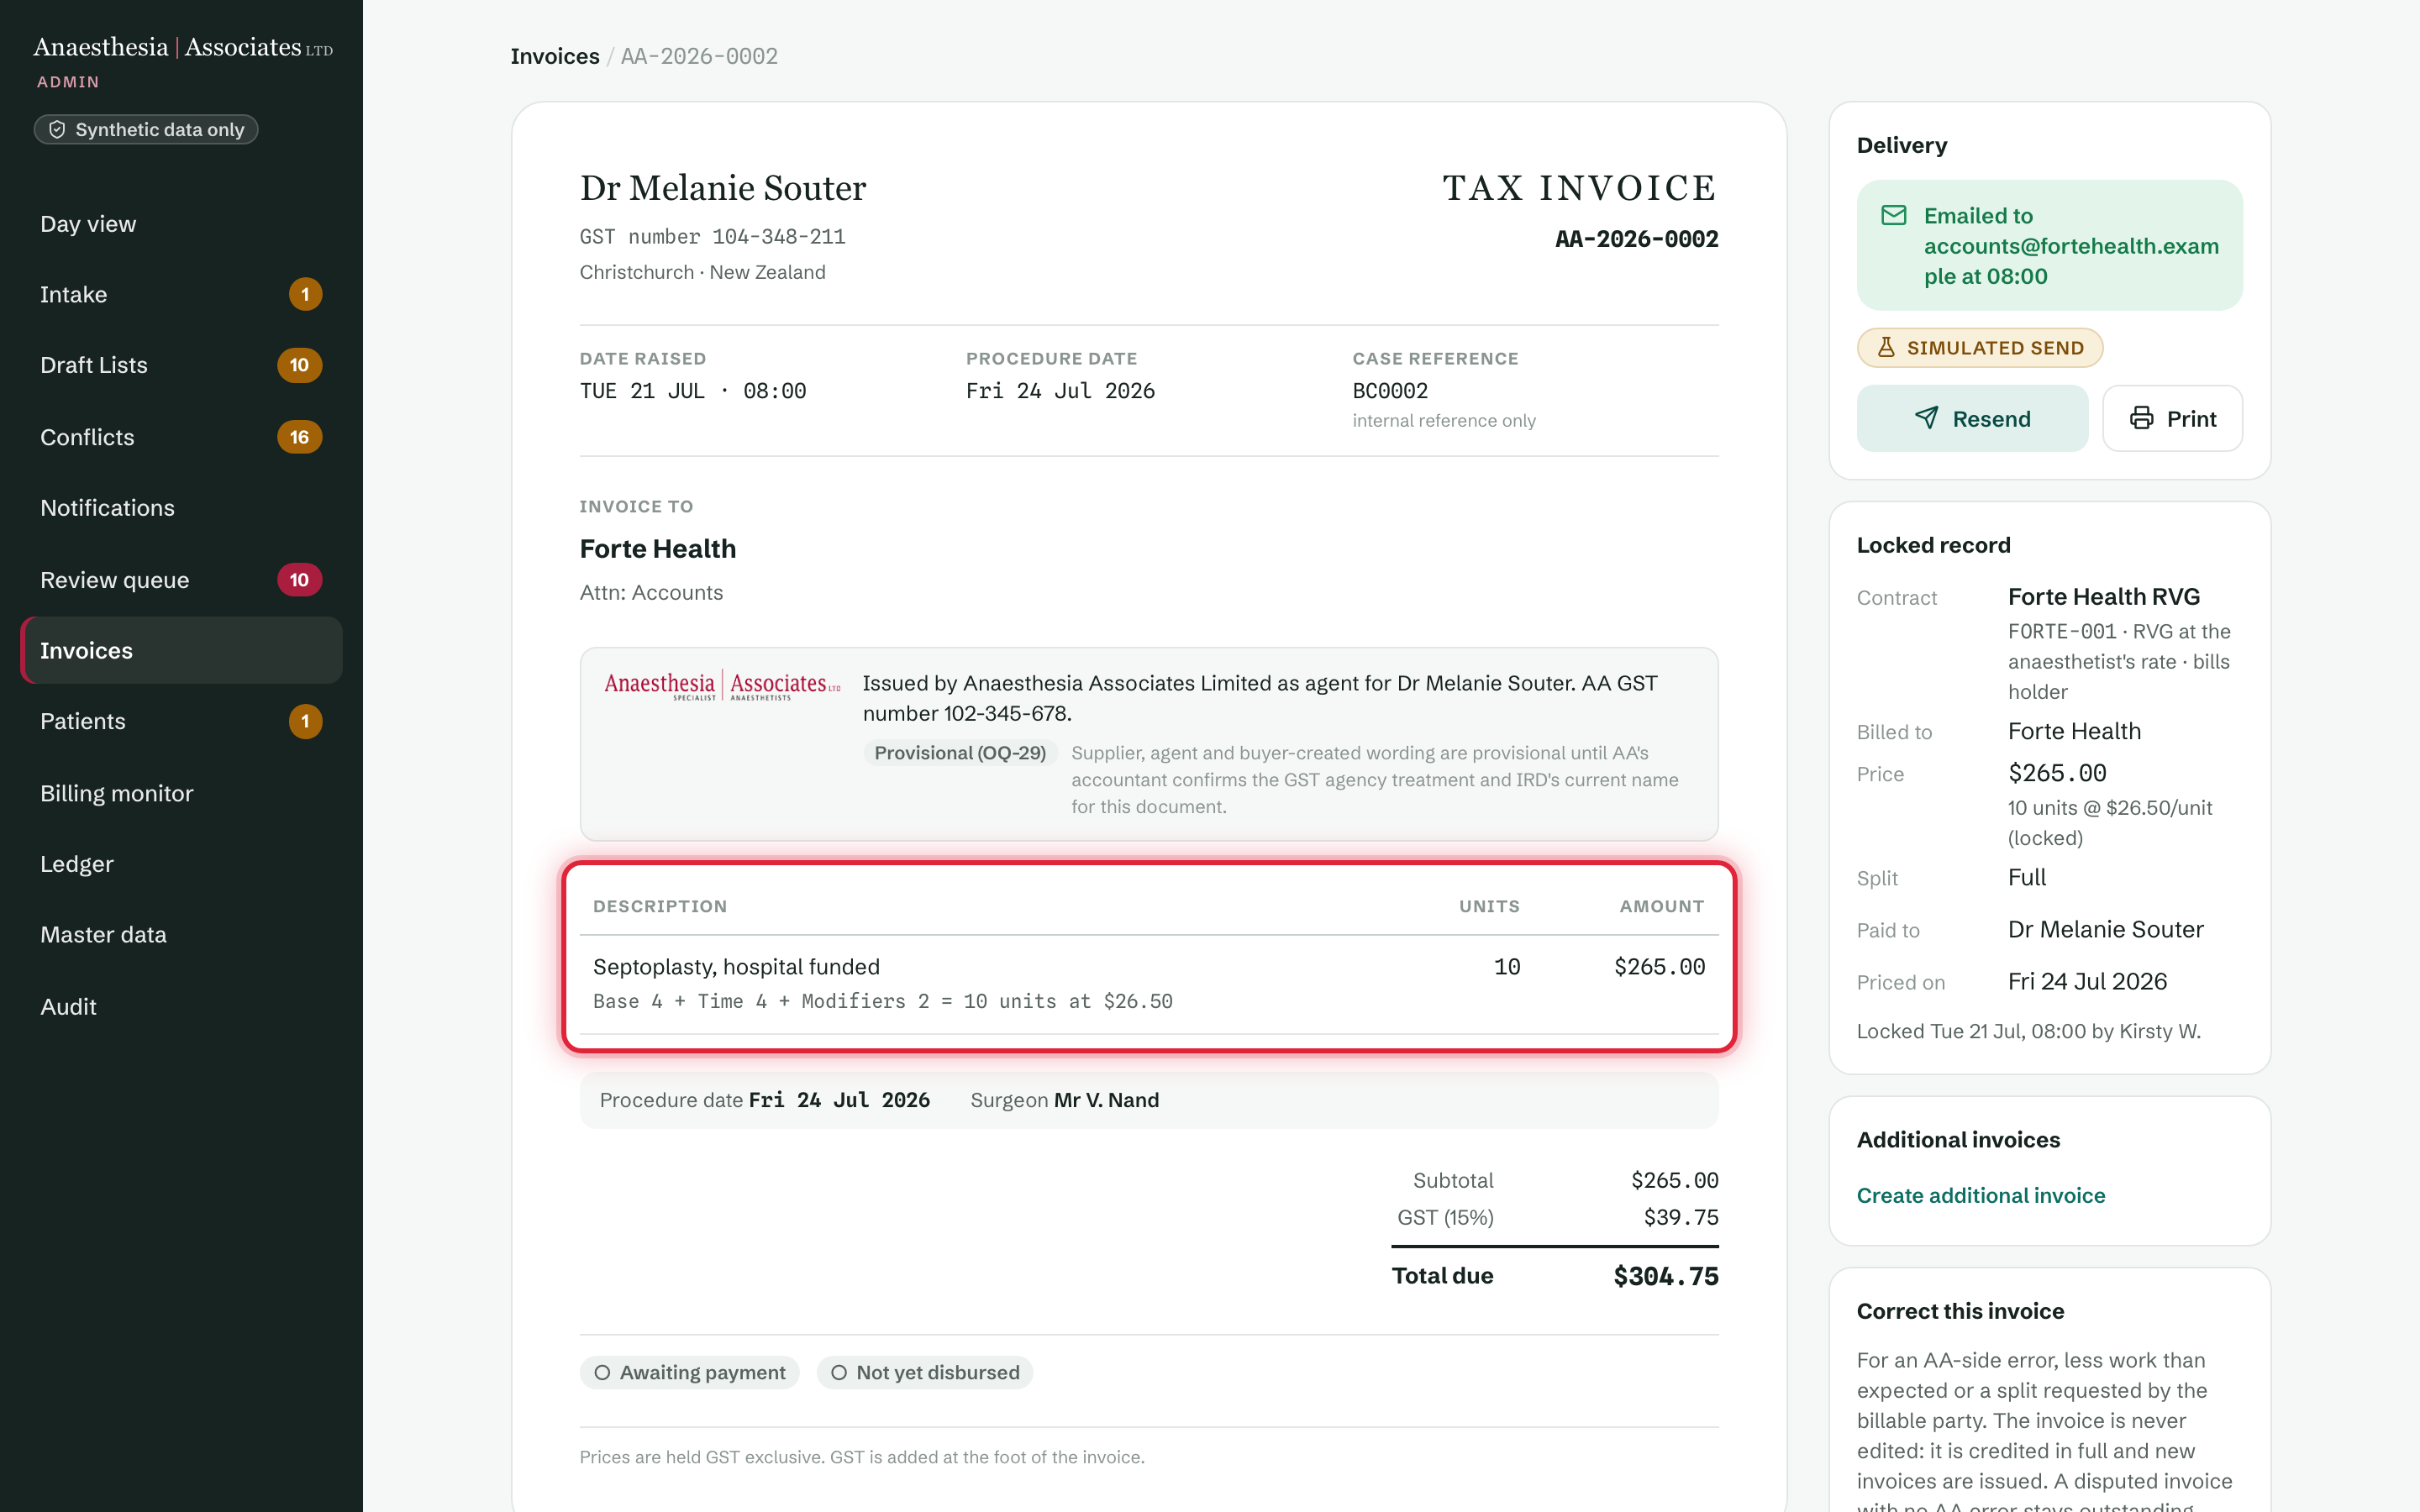 Anaesthesia | Associates LTD
ADMIN
Synthetic data only
Day view
Intake 1
Draft Lists 10
Conflicts 16
Notifications
Review queue 10
Invoices
Patients 1
Billing monitor
Ledger
Master data
Audit
Invoices / AA-2026-0002
Dr Melanie Souter
GST number 104-348-211
Christchurch · New Zealand
TAX INVOICE
AA-2026-0002
DATE RAISED
TUE 21 JUL · 08:00
PROCEDURE DATE
Fri 24 Jul 2026
CASE REFERENCE
BC0002
internal reference only
INVOICE TO
Forte Health
Attn: Accounts
Anaesthesia | Associates LTD
SPECIALIST ANAESTHETISTS
Issued by Anaesthesia Associates Limited as agent for Dr Melanie Souter. AA GST
number 102-345-678.
Provisional (OQ-29)
Supplier, agent and buyer-created wording are provisional until AA's
accountant confirms the GST agency treatment and IRD's current name
for this document.
DESCRIPTION UNITS AMOUNT
Septoplasty, hospital funded 10 $265.00
Base 4 + Time 4 + Modifiers 2 = 10 units at $26.50
Procedure date Fri 24 Jul 2026 Surgeon Mr V. Nand
Subtotal $265.00
GST (15%) $39.75
Total due $304.75
Awaiting payment
Not yet disbursed
Prices are held GST exclusive. GST is added at the foot of the invoice.
Delivery
Emailed to
accounts@fortehealth.exam
ple at 08:00
SIMULATED SEND
Resend
Print
Locked record
Contract Forte Health RVG
FORTE-001 · RVG at the
anaesthetist's rate · bills
holder
Billed to Forte Health
Price $265.00
10 units @ $26.50/unit
(locked)
Split Full
Paid to Dr Melanie Souter
Priced on Fri 24 Jul 2026
Locked Tue 21 Jul, 08:00 by Kirsty W.
Additional invoices
Create additional invoice
Correct this invoice
For an AA-side error, less work than
expected or a split requested by the
billable party. The invoice is never
edited: it is credited in full and new
invoices are issued. A disputed invoice
with no AA error stays outstanding